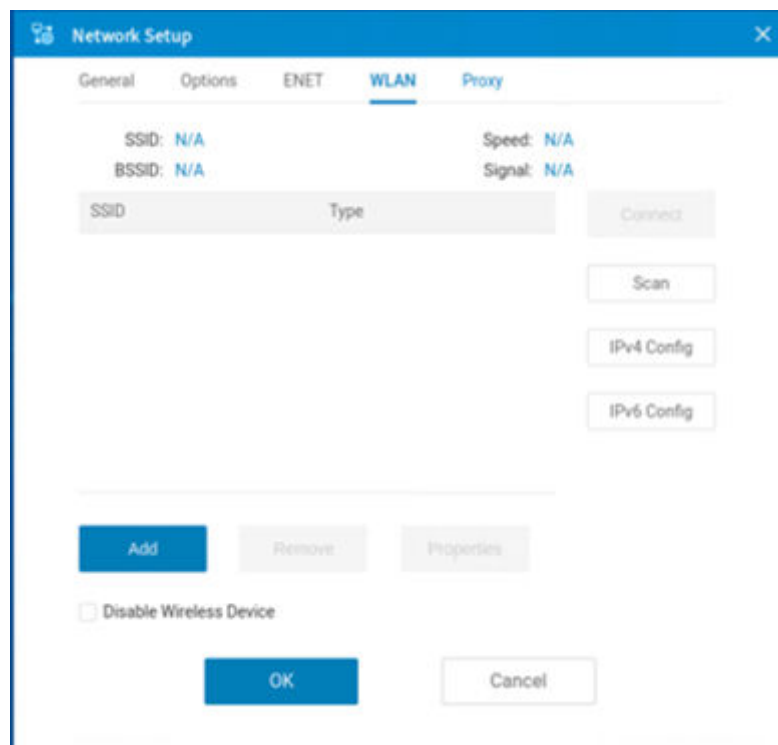 Network Setup
General Options ENET WLAN Proxy
SSID: N/A Speed: N/A
BSSID: N/A Signal: N/A
SSID Type
Connect
Scan
IPv4 Config
IPv6 Config
Add Remove Properties
Disable Wireless Device
OK Cancel